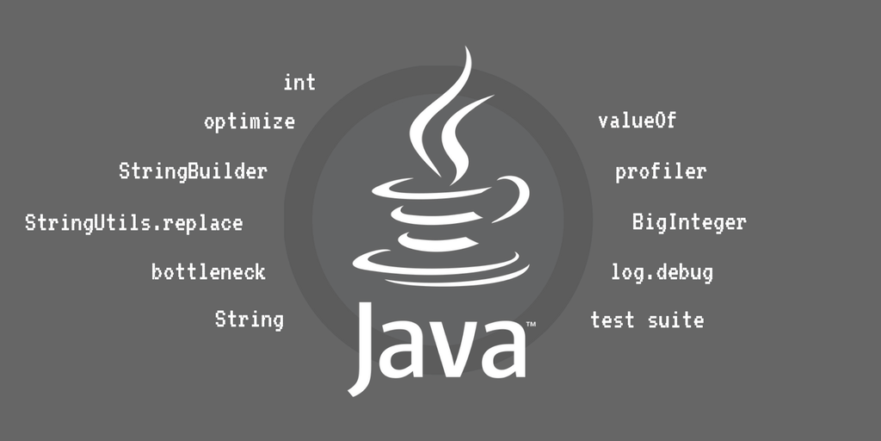 int
optimize
StringBuilder
StringUtils.replace
bottleneck
String
valueOf
profiler
BigInteger
log.debug
test suite
Java™